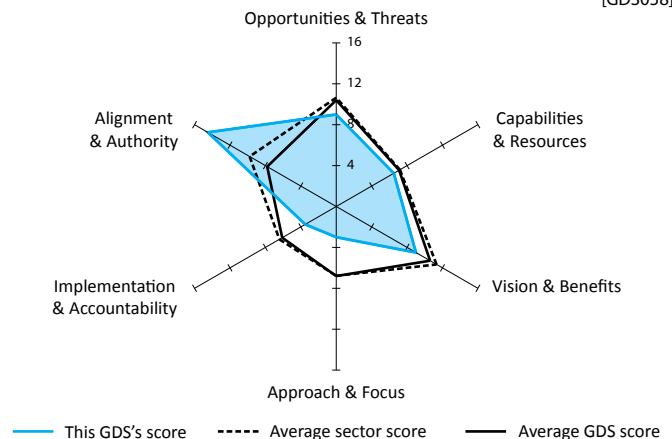 Opportunities & Threats
16
12
8
4
Alignment
& Authority
Capabilities
& Resources
Implementation
& Accountability
Vision & Benefits
Approach & Focus
This GDS's score
Average sector score
Average GDS score